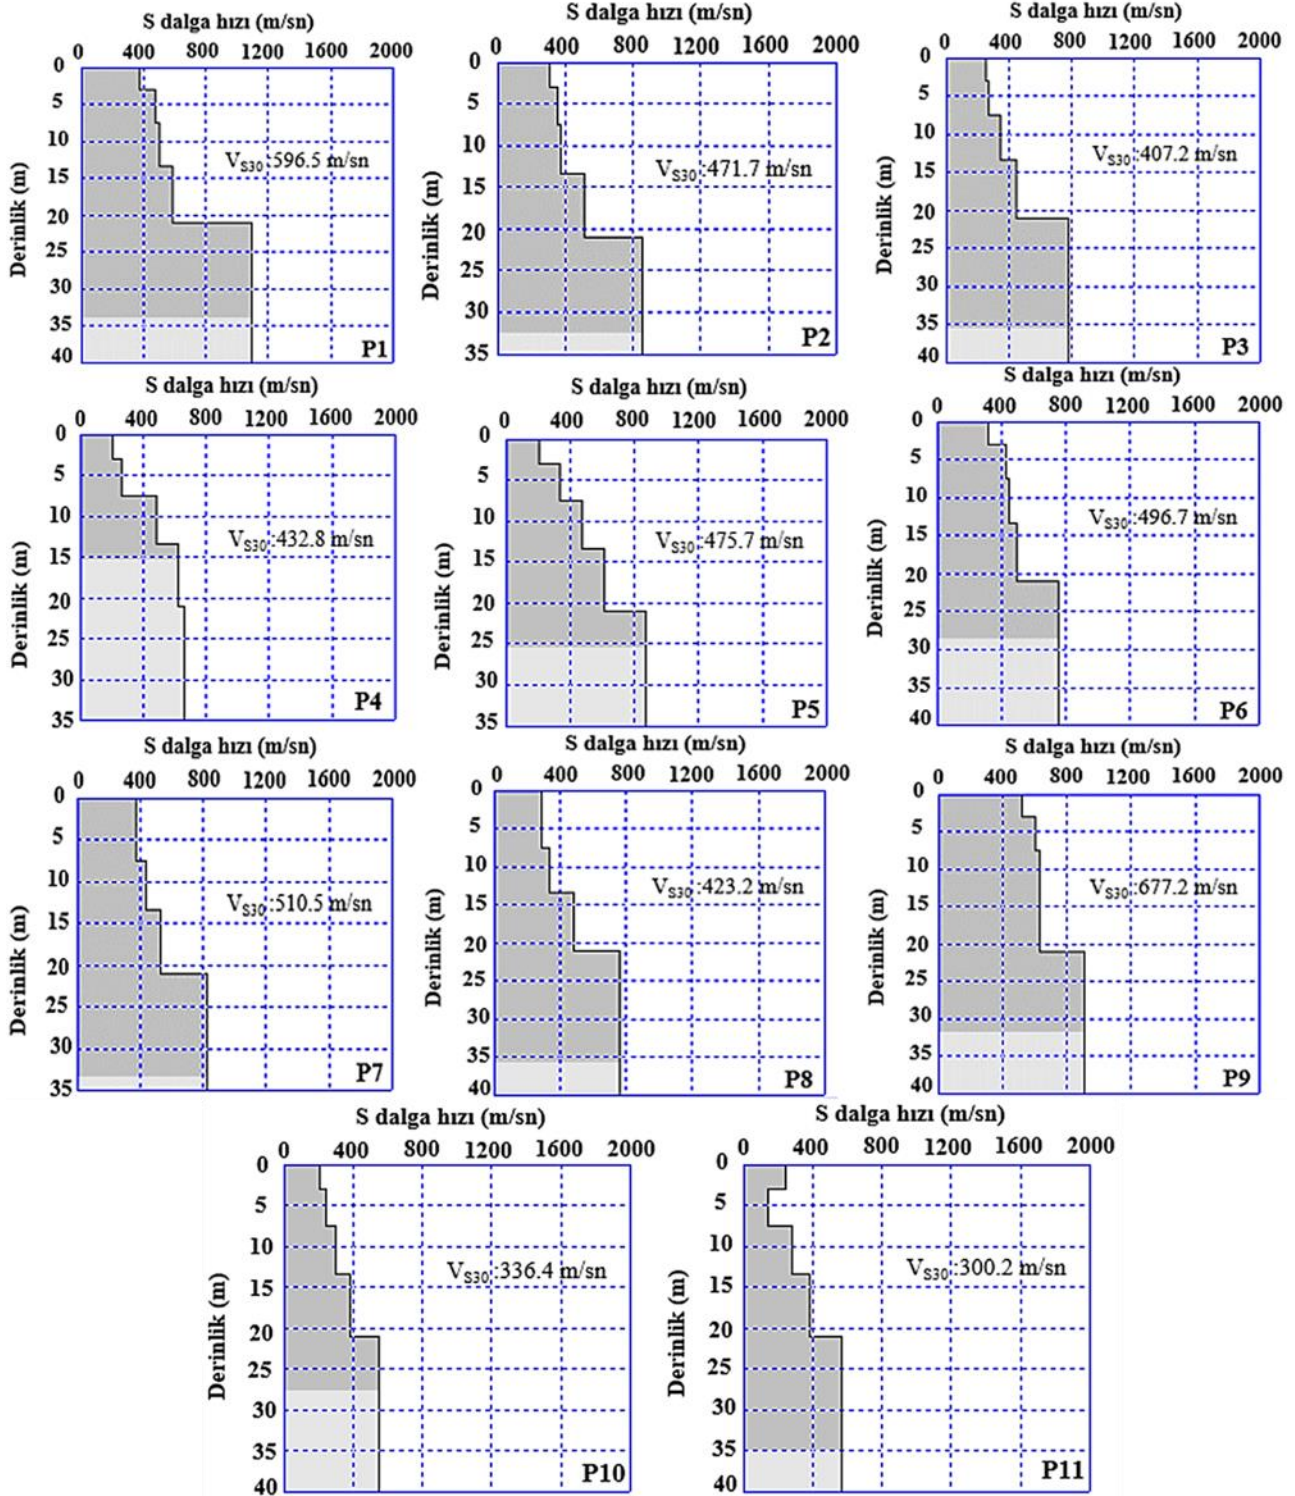 S dalga hızı (m/sn)
0 400 800 1200 1600 2000
0
5
10
15
20
25
30
35
40
Derinlik (m)
VS30:596.5 m/sn
P1
S dalga hızı (m/sn)
0 400 800 1200 1600 2000
0
5
10
15
20
25
30
35
Derinlik (m)
VS30:471.7 m/sn
P2
S dalga hızı (m/sn)
0 400 800 1200 1600 2000
0
5
10
15
20
25
30
35
40
Derinlik (m)
VS30:407.2 m/sn
P3
S dalga hızı (m/sn)
0 400 800 1200 1600 2000
0
5
10
15
20
25
30
35
Derinlik (m)
VS30:432.8 m/sn
P4
S dalga hızı (m/sn)
0 400 800 1200 1600 2000
0
5
10
15
20
25
30
35
Derinlik (m)
VS30:475.7 m/sn
P5
S dalga hızı (m/sn)
0 400 800 1200 1600 2000
0
5
10
15
20
25
30
35
40
Derinlik (m)
VS30:496.7 m/sn
P6
S dalga hızı (m/sn)
0 400 800 1200 1600 2000
0
5
10
15
20
25
30
35
Derinlik (m)
VS30:510.5 m/sn
P7
S dalga hızı (m/sn)
0 400 800 1200 1600 2000
0
5
10
15
20
25
30
35
40
Derinlik (m)
VS30:423.2 m/sn
P8
S dalga hızı (m/sn)
0 400 800 1200 1600 2000
0
5
10
15
20
25
30
35
40
Derinlik (m)
VS30:677.2 m/sn
P9
S dalga hızı (m/sn)
0 400 800 1200 1600 2000
0
5
10
15
20
25
30
35
40
Derinlik (m)
VS30:336.4 m/sn
P10
S dalga hızı (m/sn)
0 400 800 1200 1600 2000
0
5
10
15
20
25
30
35
40
Derinlik (m)
VS30:300.2 m/sn
P11